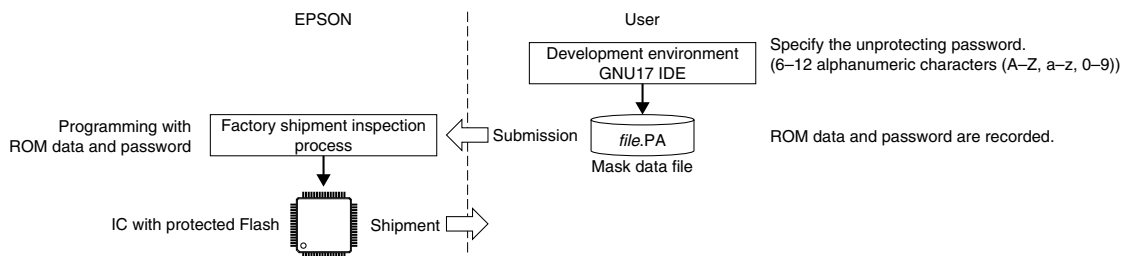 EPSON
User
Development environment
GNU17 IDE
Specify the unprotecting password.
(6–12 alphanumeric characters (A–Z, a–z, 0–9))
Programming with
ROM data and password
Factory shipment inspection
process
Submission
file.PA
Mask data file
ROM data and password are recorded.
IC with protected Flash
Shipment